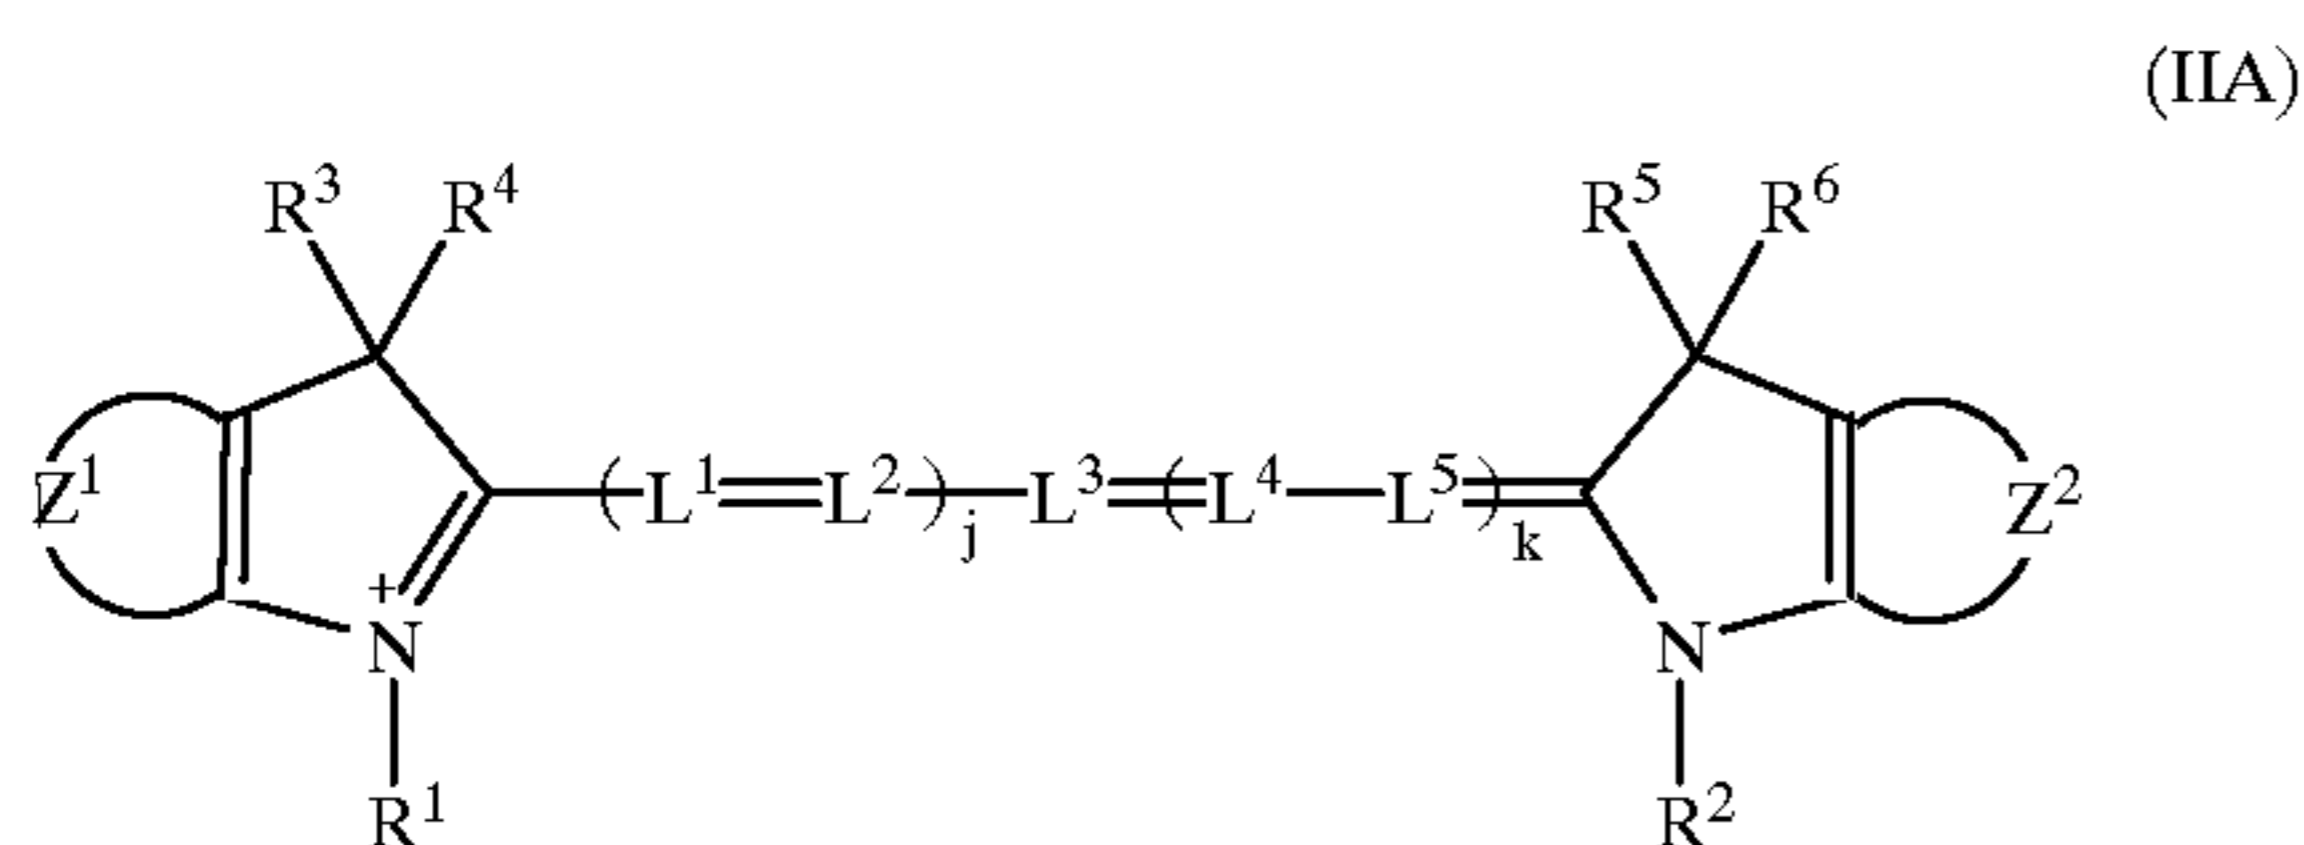 (IIA)
R³ R⁴ R⁵ R⁶
Z¹ (L¹=L²)j—L³=(L⁴—L⁵=)k Z²
+
N N
R¹ R²